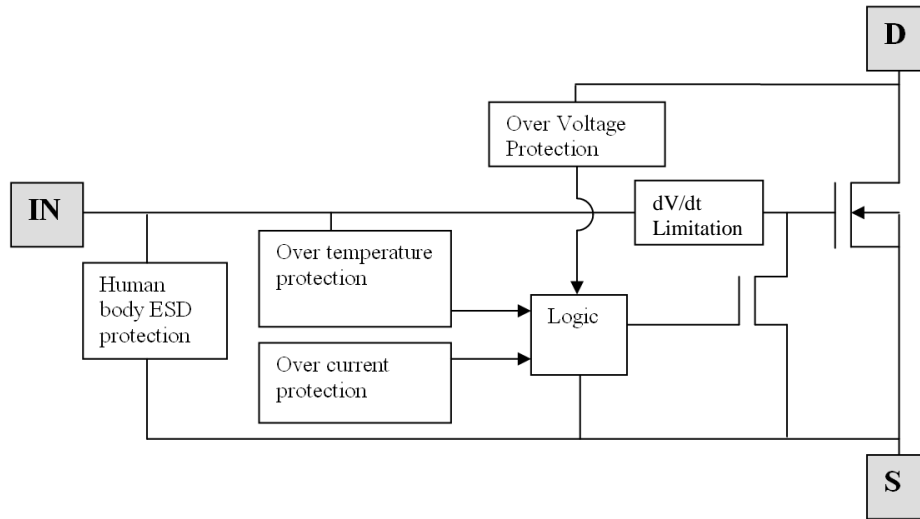 D
Over Voltage
Protection
IN
dV/dt
Limitation
Over temperature
protection
Human
body ESD
protection
Logic
Over current
protection
S